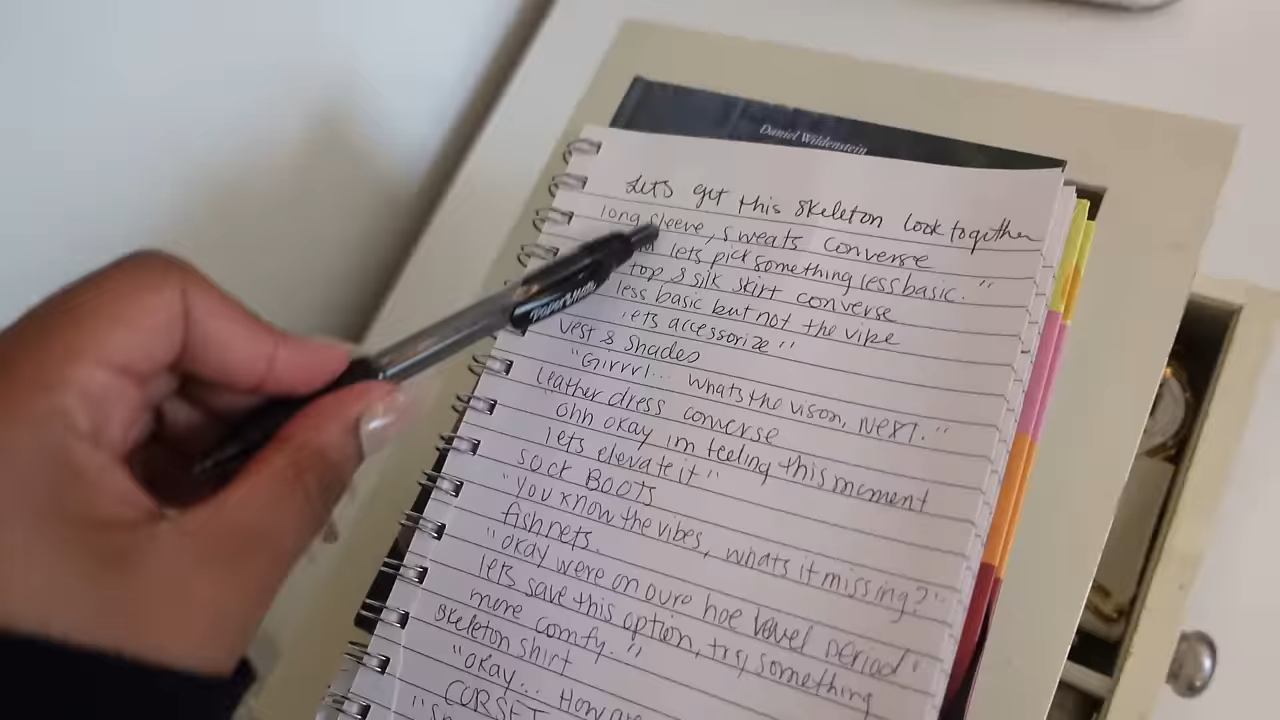 Daniel Wildenstein
Lets get this skeleton look together
long sleeve, sweats converse
lets pick something less basic."
top & silk skirt converse
less basic but not the vibe
lets accessorize"
vest & shades
"Girrrl... whats the vison, NEXT."
Leather dress converse
ohh okay im feeling this moment
lets elevate it"
sock BOOTS
"you know the vibes, whats it missing?"
fishnets.
"okay were on our hoe period"
lets save this option, try something
more comfy."
skeleton shirt
"okay... How are
CORSET